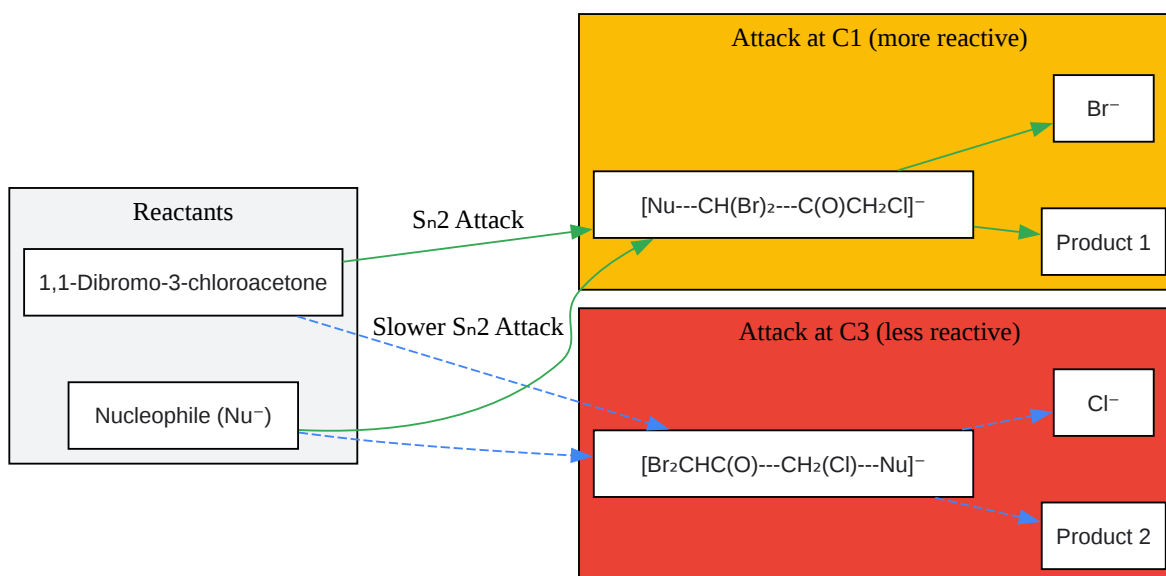 Reactants
1,1-Dibromo-3-chloroacetone
Nucleophile (Nu⁻)
Sₙ2 Attack
Slower Sₙ2 Attack
Attack at C1 (more reactive)
[Nu---CH(Br)₂---C(O)CH₂Cl]⁻
Br⁻
Product 1
Attack at C3 (less reactive)
[Br₂CHC(O)---CH₂(Cl)---Nu]⁻
Cl⁻
Product 2